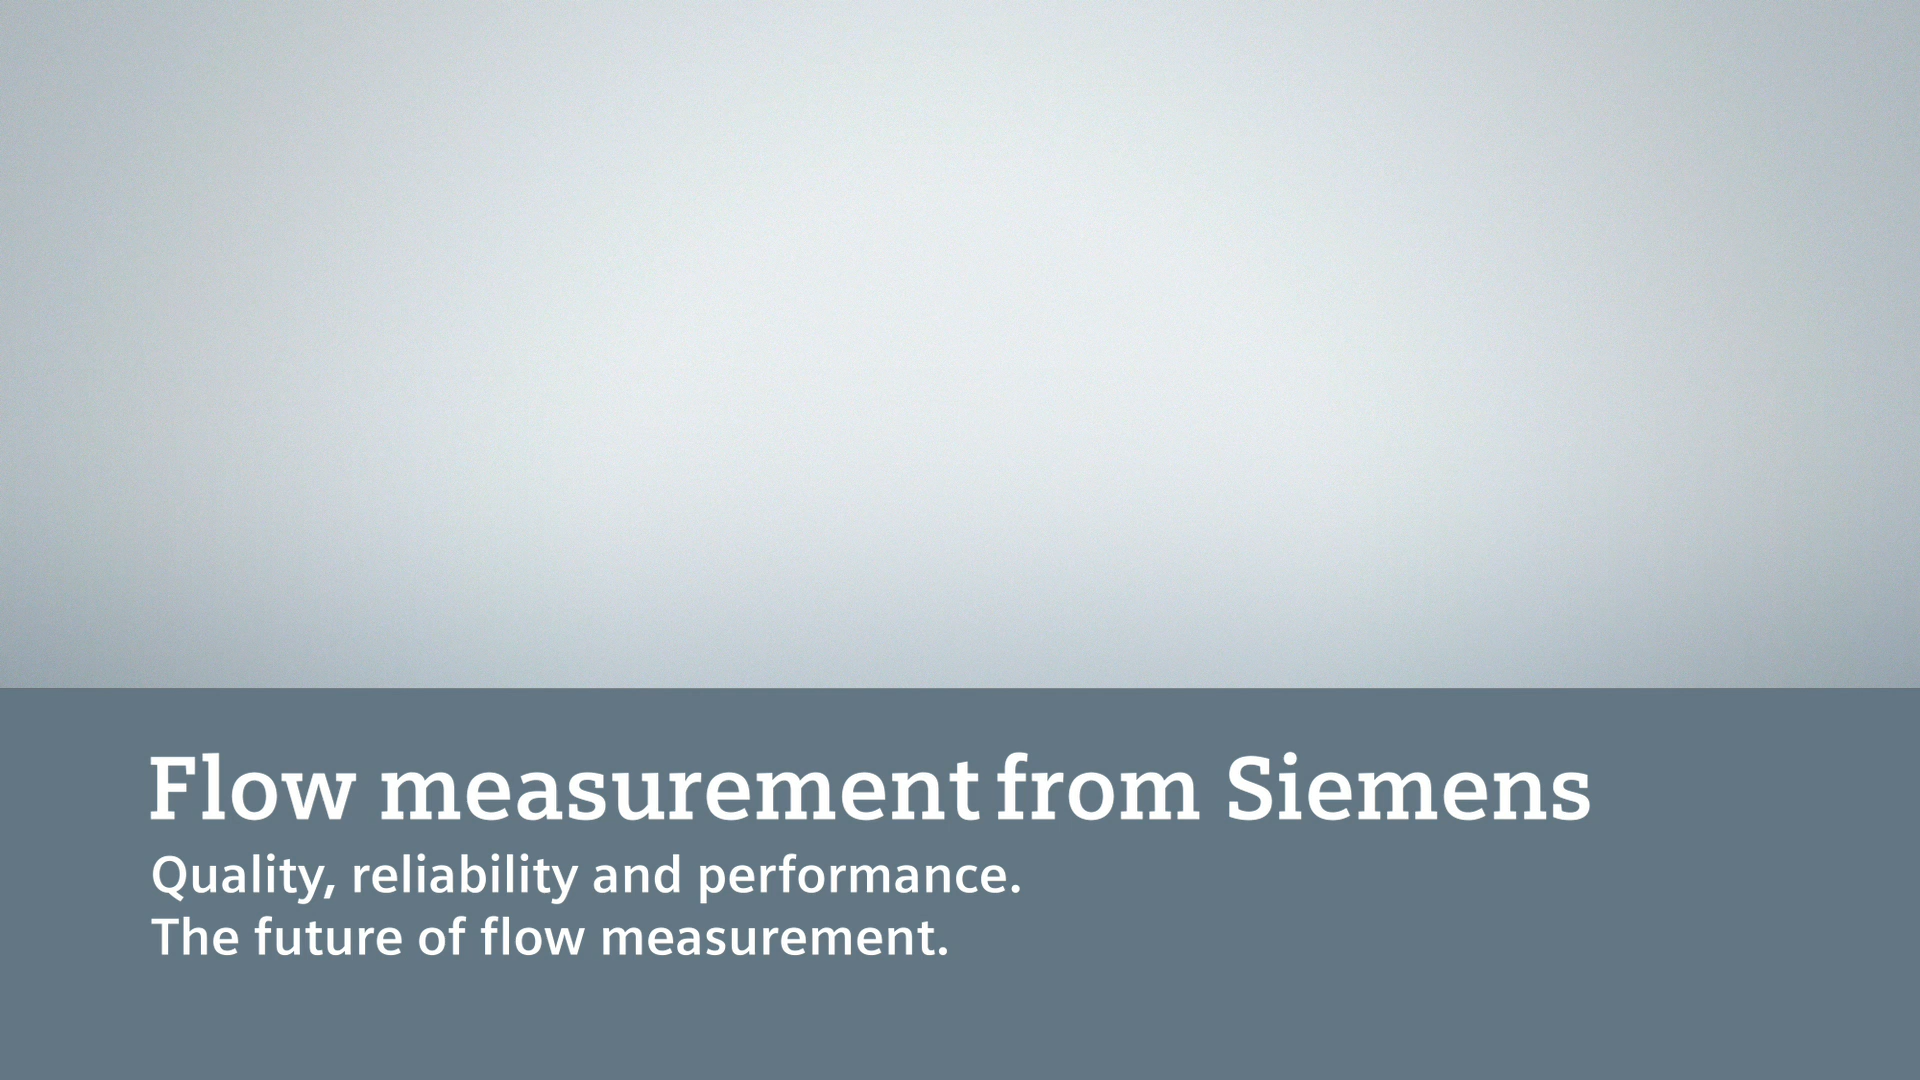 Flow measurement from Siemens
Quality, reliability and performance.
The future of flow measurement.